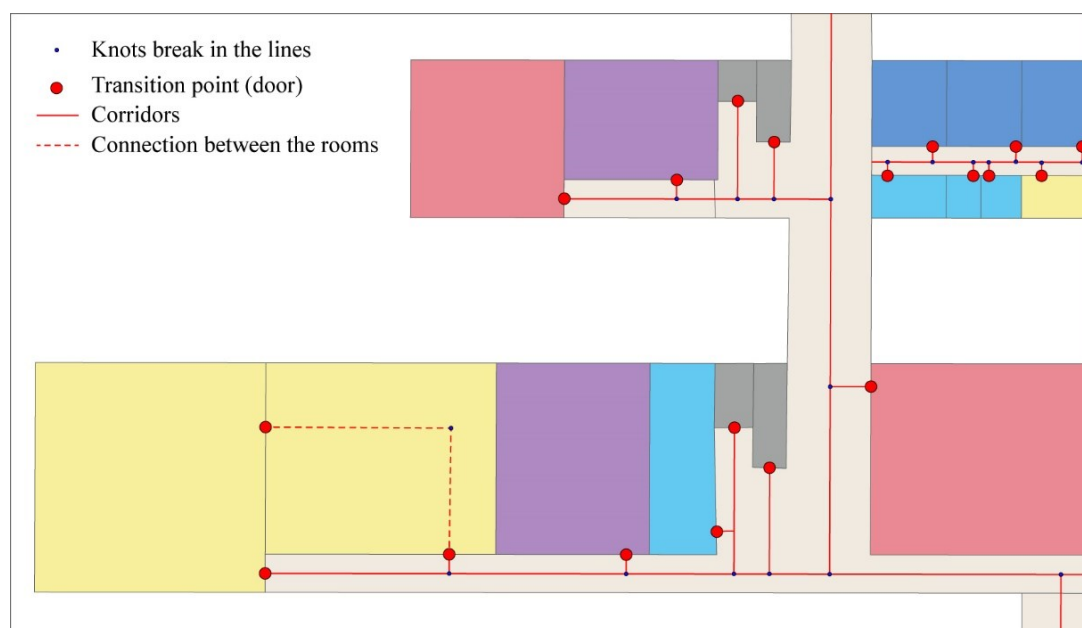 Knots break in the lines
Transition point (door)
Corridors
Connection between the rooms